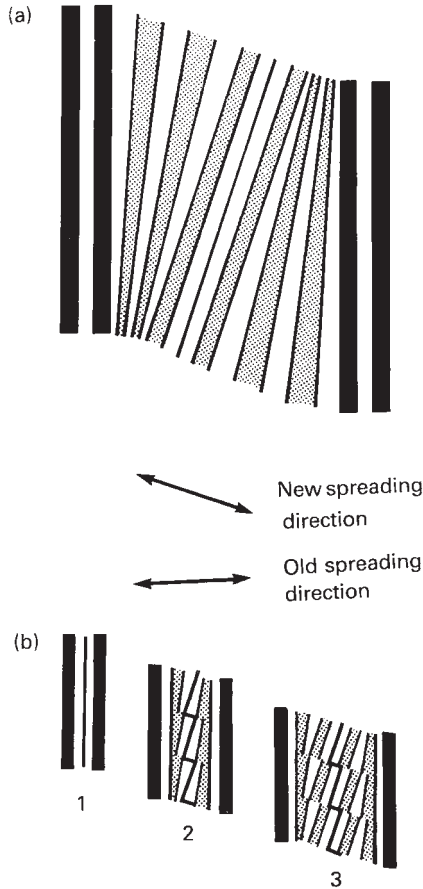 (a)
New spreading
direction
Old spreading
direction
(b)
1
2
3